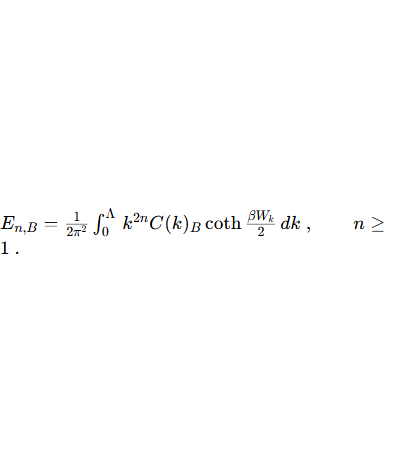 $E_{n,B} = \frac{1}{2\pi^2} \int_0^\Lambda k^{2n} C(k)_B \coth \frac{\beta W_k}{2} \, dk \; , \qquad n \geq$
$1 \; .$